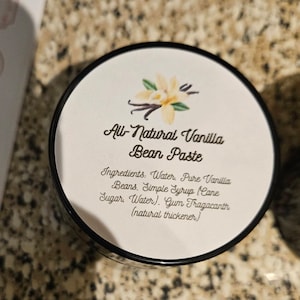 All-Natural Vanilla
Bean Paste
Ingredients: Water, Pure Vanilla
Beans, Simple Syrup (Cane
Sugar, Water), Gum Tragacanth
(natural thickener)